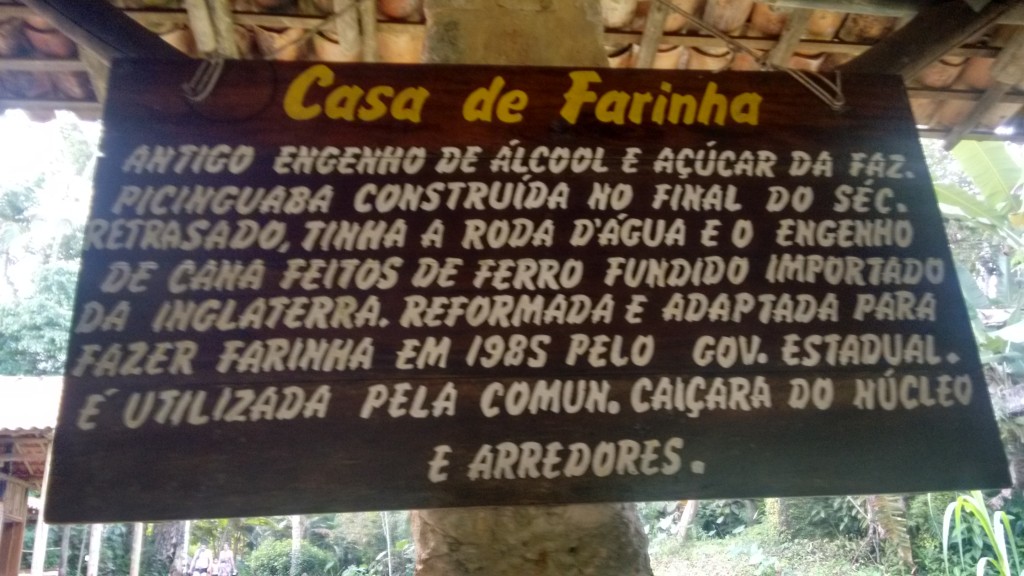 Casa de Farinha
ANTIGO ENGENHO DE ÁLCOOL E AÇÚCAR DA FAZ.
PICINGUABA CONSTRUÍDA NO FINAL DO SÉC.
RETRASADO, TINHA A RODA D'ÁGUA E O ENGENHO
DE CANA FEITOS DE FERRO FUNDIDO IMPORTADO
DA INGLATERRA. REFORMADA E ADAPTADA PARA
FAZER FARINHA EM 1985 PELO GOV. ESTADUAL.
É UTILIZADA PELA COMUN. CAIÇARA DO NÚCLEO
E ARREDORES.